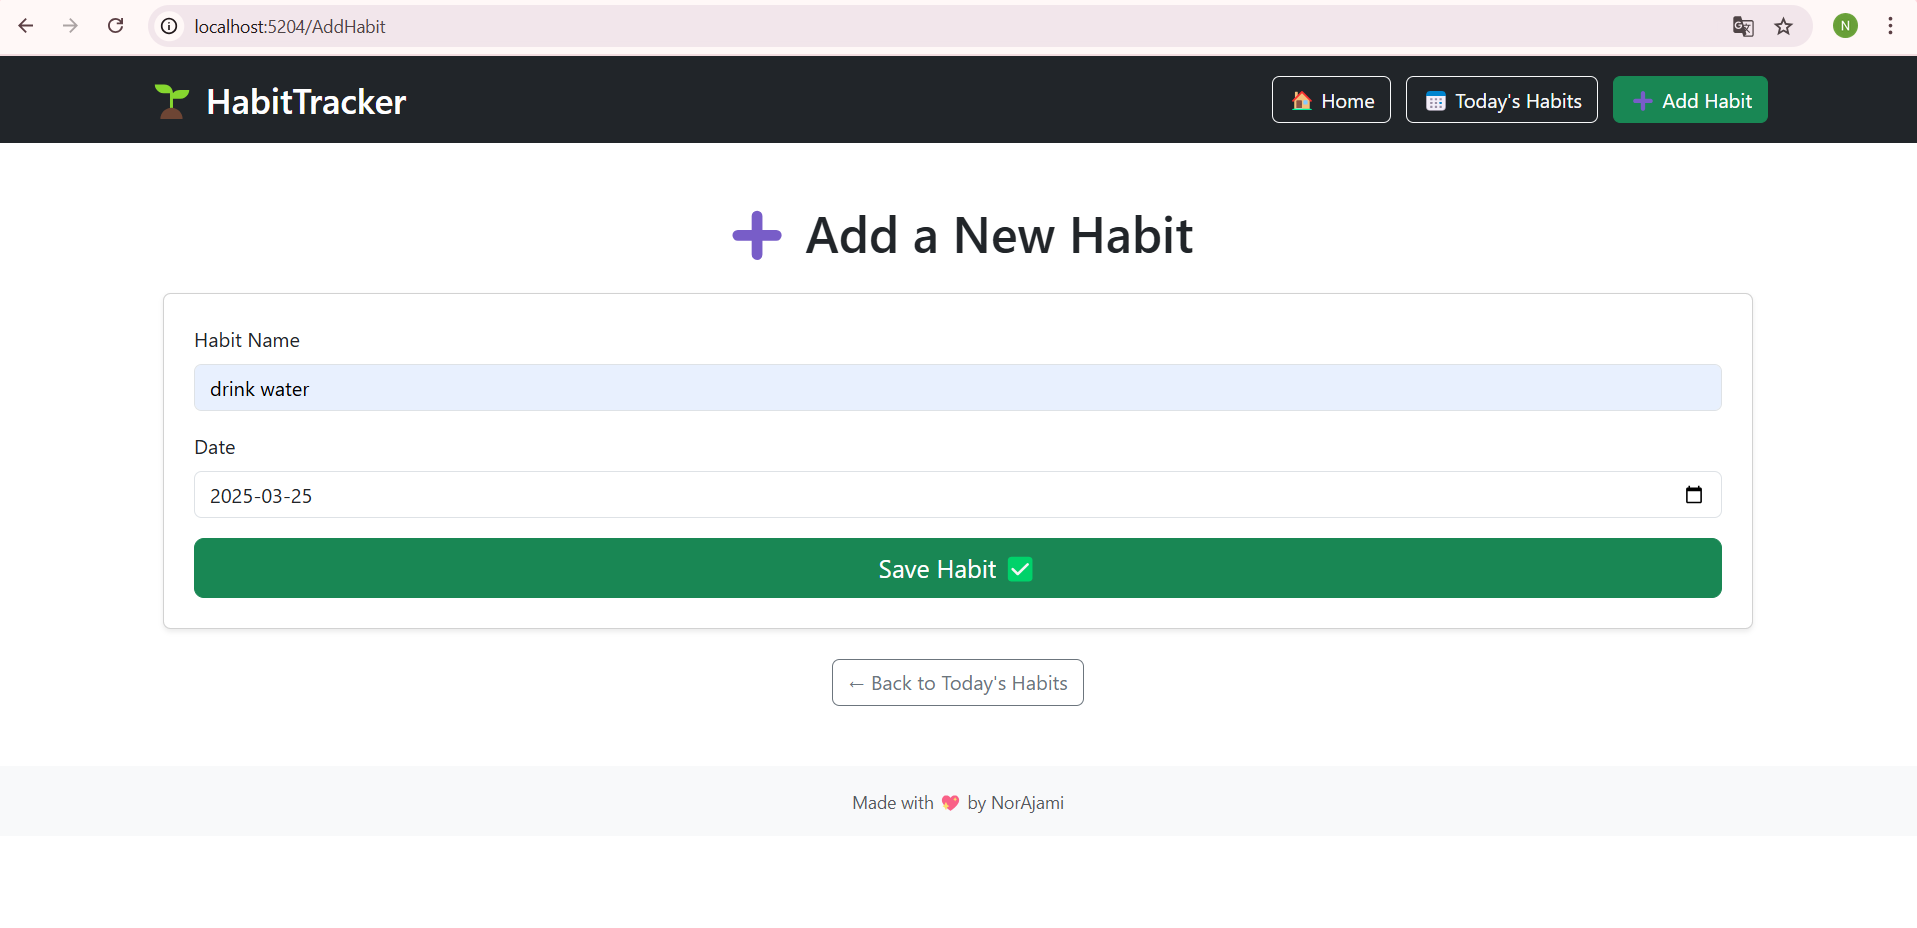 localhost:5204/AddHabit
N
HabitTracker
Home
Today's Habits
Add Habit
Add a New Habit
Habit Name
drink water
Date
2025-03-25
Save Habit ✅
← Back to Today's Habits
Made with 💖 by NorAjami